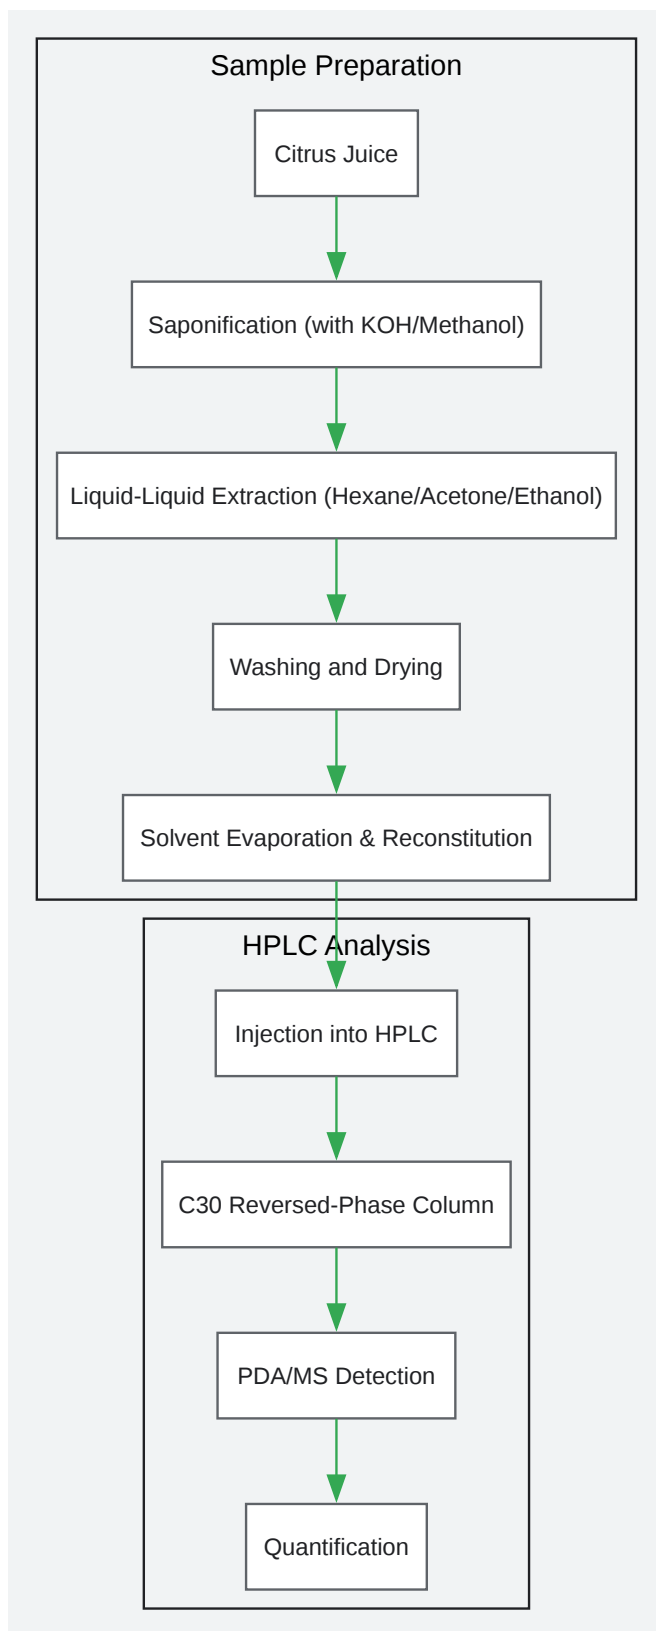 Sample Preparation
Citrus Juice
Saponification (with KOH/Methanol)
Liquid-Liquid Extraction (Hexane/Acetone/Ethanol)
Washing and Drying
Solvent Evaporation & Reconstitution
HPLC Analysis
Injection into HPLC
C30 Reversed-Phase Column
PDA/MS Detection
Quantification